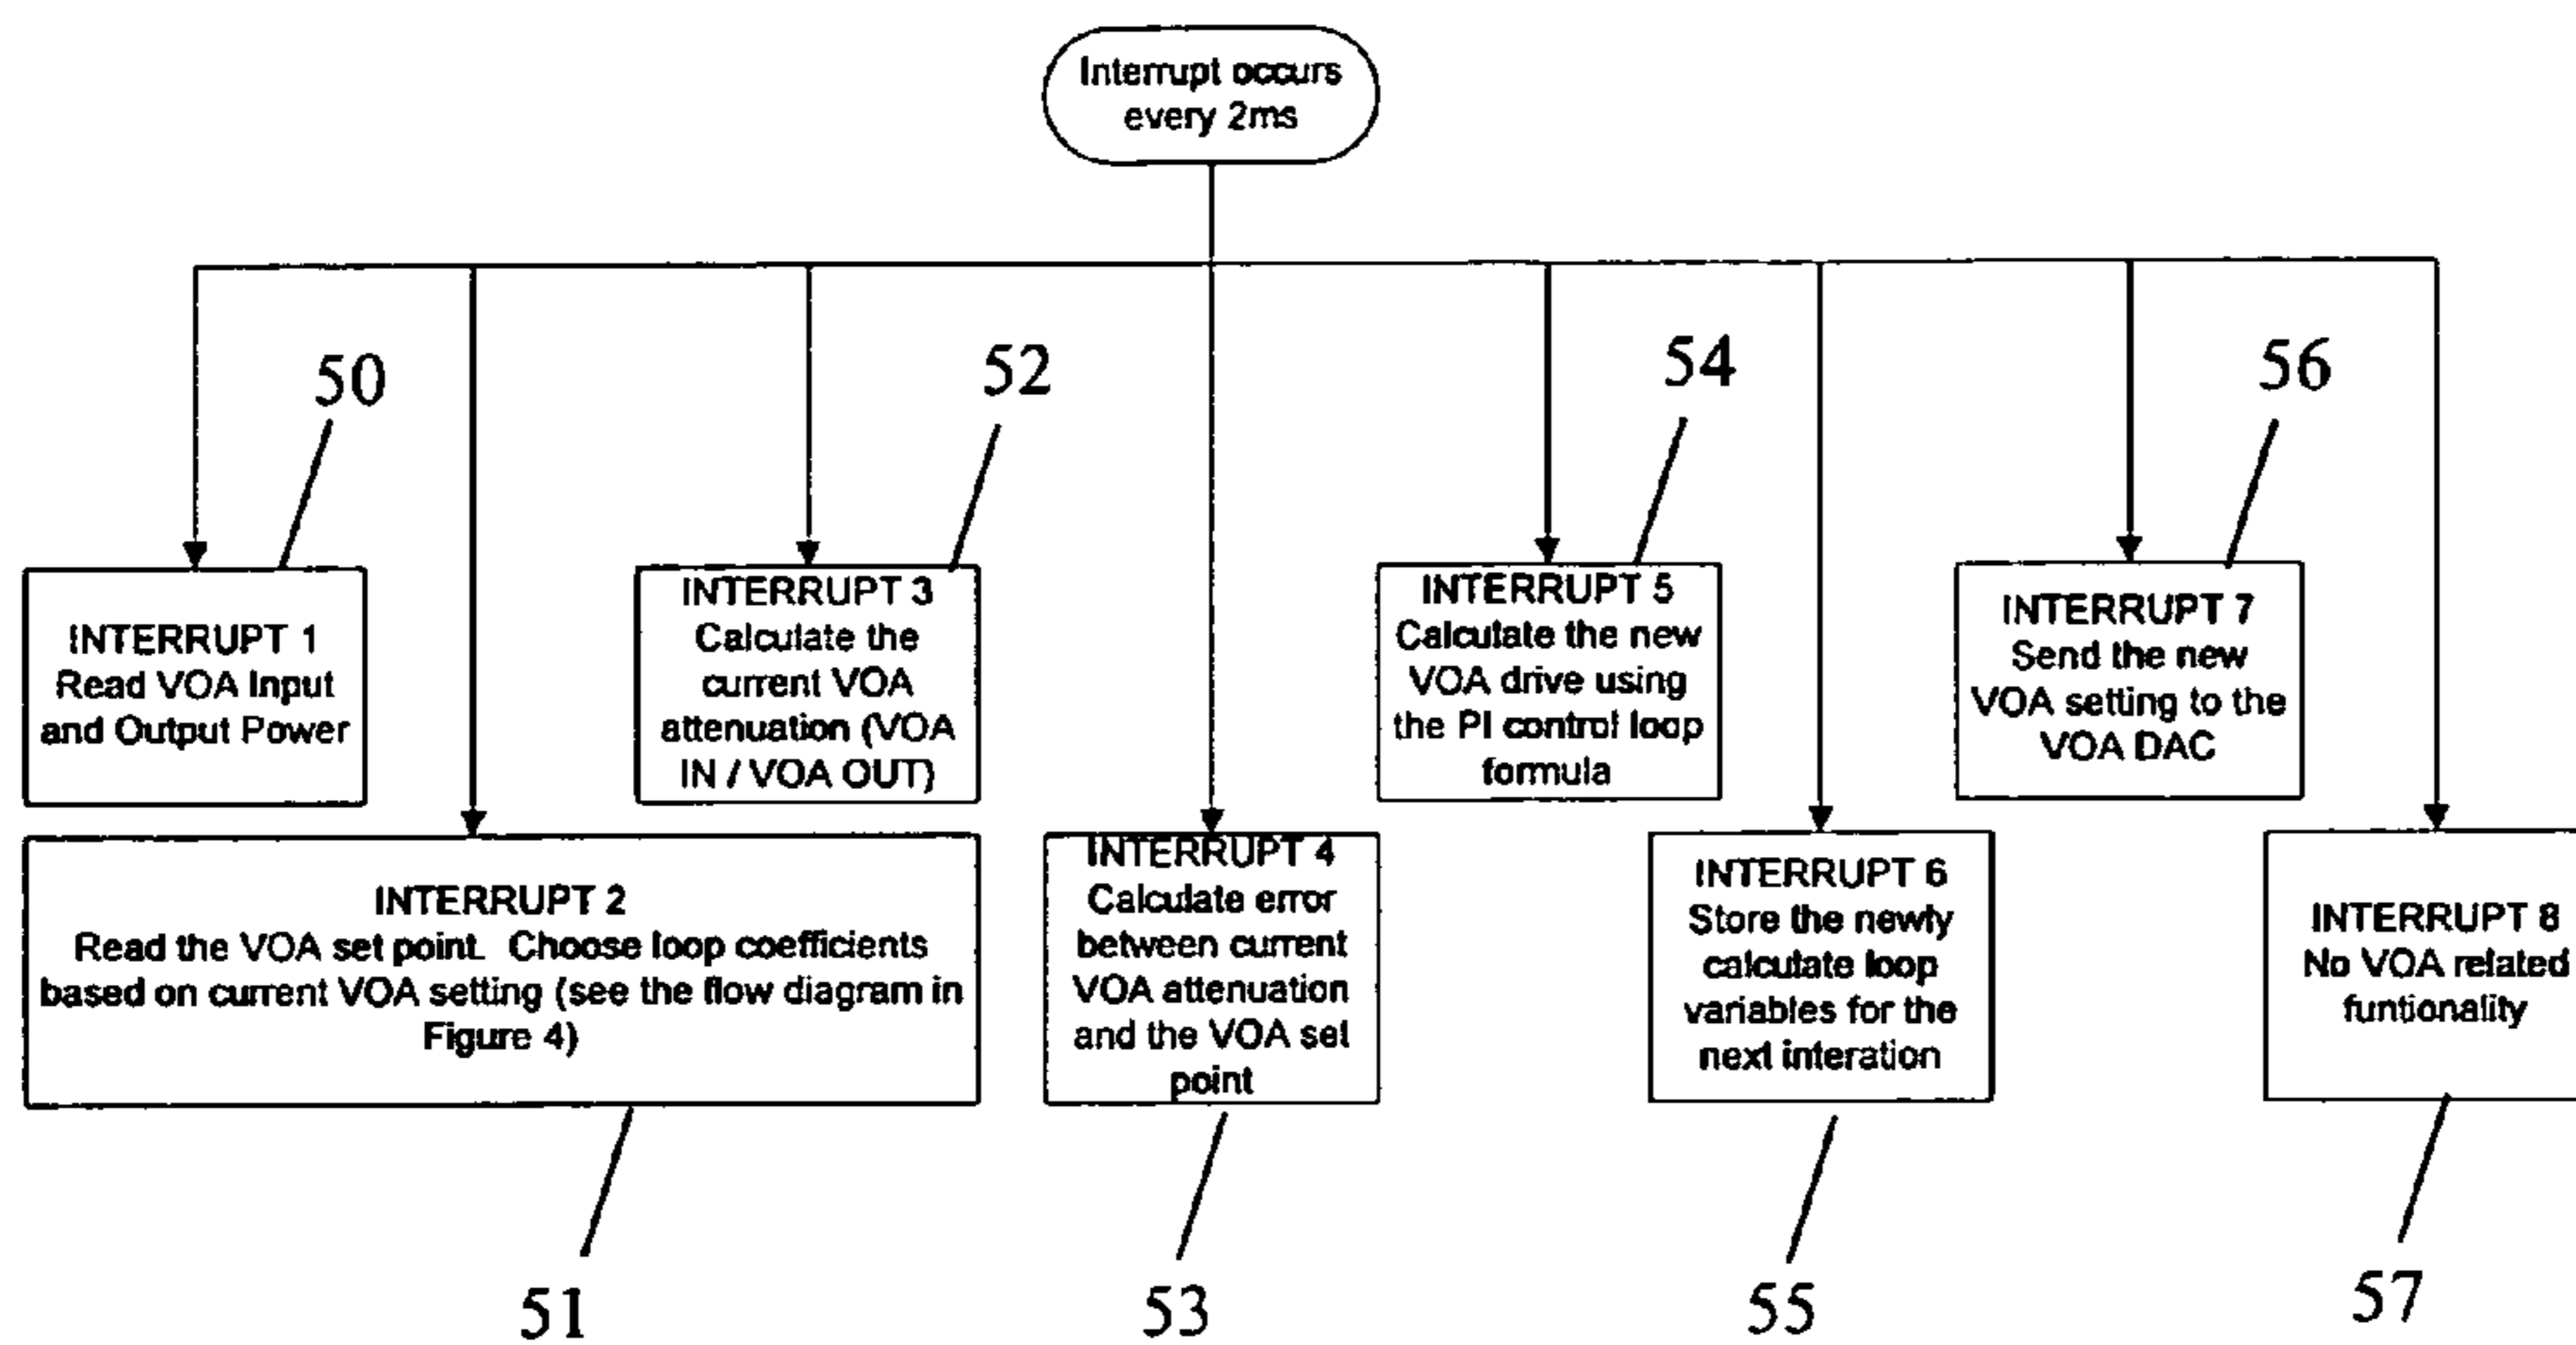 Interrupt occurs
every 2ms
50
52
54
56
INTERRUPT 1
Read VOA Input
and Output Power
INTERRUPT 3
Calculate the
current VOA
attenuation (VOA
IN / VOA OUT)
INTERRUPT 5
Calculate the new
VOA drive using
the PI control loop
formula
INTERRUPT 7
Send the new
VOA setting to the
VOA DAC
INTERRUPT 2
Read the VOA set point. Choose loop coefficients
based on current VOA setting (see the flow diagram in
Figure 4)
INTERRUPT 4
Calculate error
between current
VOA attenuation
and the VOA set
point
INTERRUPT 6
Store the newly
calculate loop
variables for the
next interation
INTERRUPT 8
No VOA related
funtionality
51
53
55
57